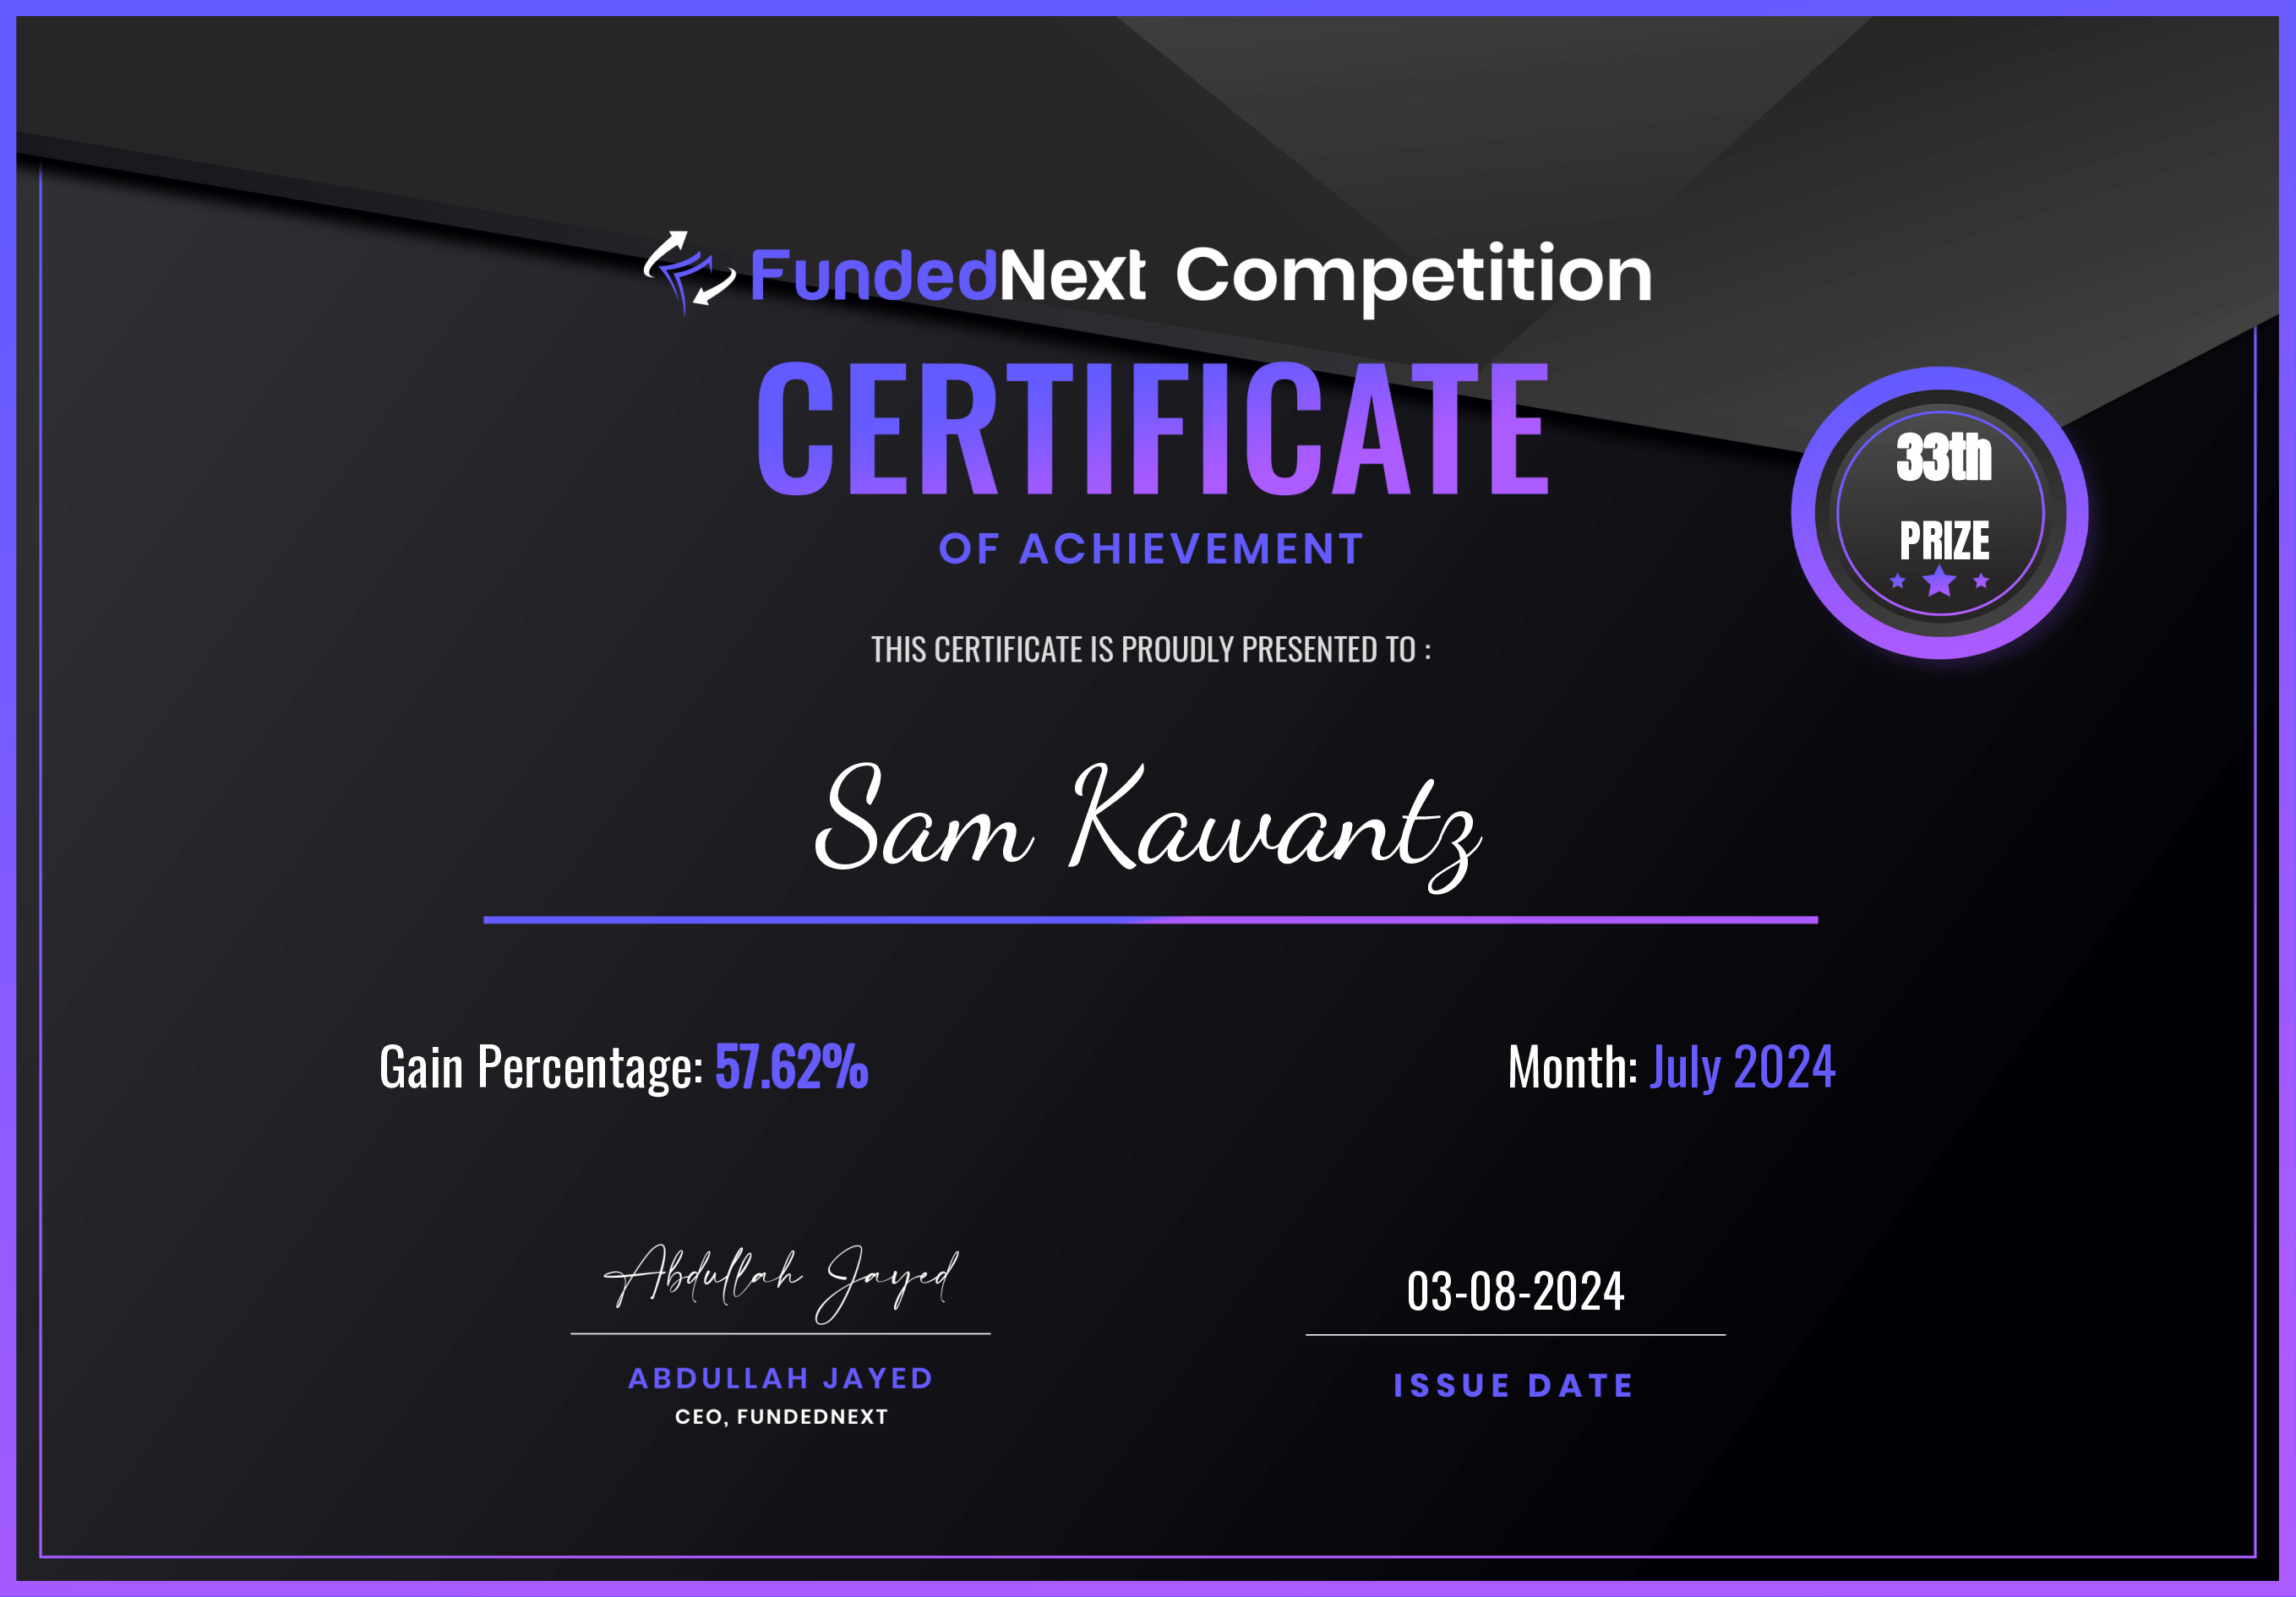 FundedNext Competition
CERTIFICATE
OF ACHIEVEMENT
33th
PRIZE
THIS CERTIFICATE IS PROUDLY PRESENTED TO :
Sam Kawantz
Gain Percentage: 57.62%
Month: July 2024
Abdullah Jayed
ABDULLAH JAYED
CEO, FUNDEDNEXT
03-08-2024
ISSUE DATE